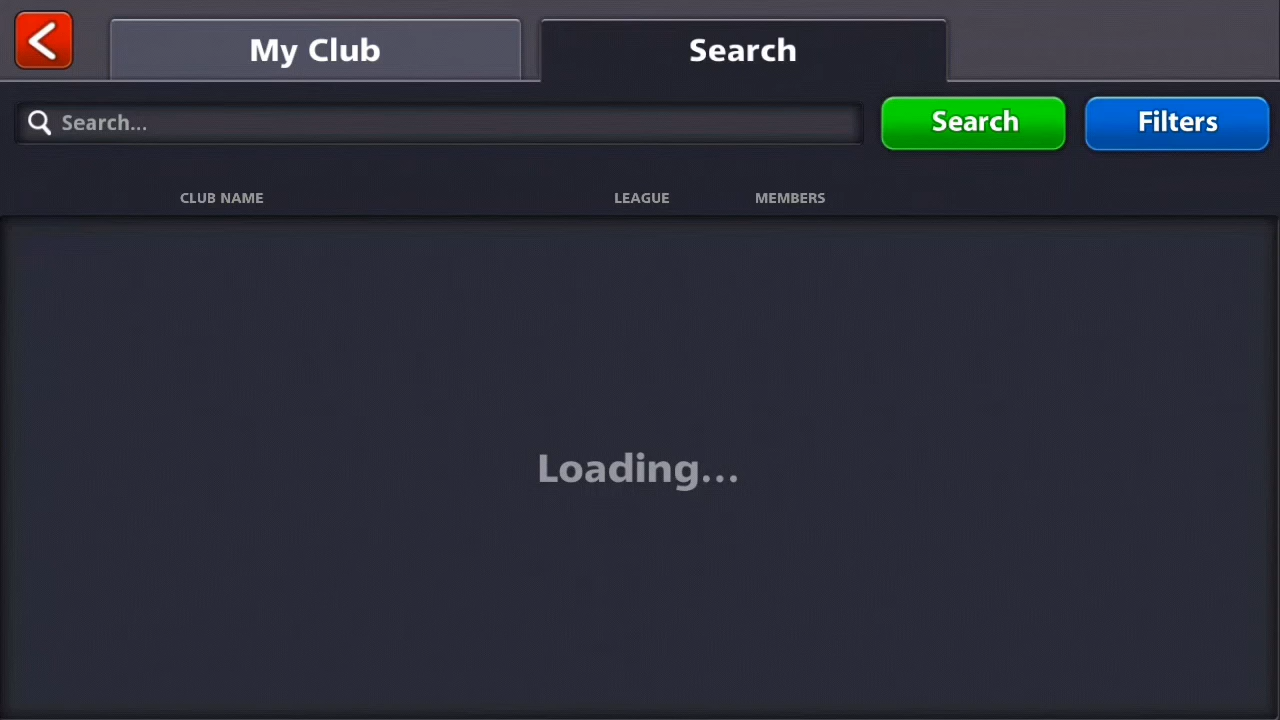 My Club
Search
Search...
Search
Filters
CLUB NAME
LEAGUE
MEMBERS
Loading...